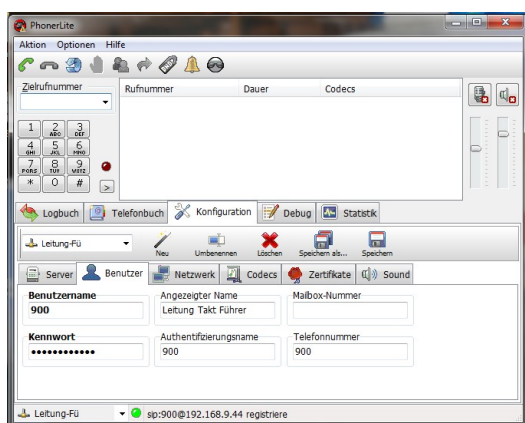 PhonerLite
Aktion Optionen Hilfe
Zielrufnummer
Rufnummer Dauer Codecs
1 2 ABC 3 DEF
4 GHI 5 JKL 6 MNO
7 PQRS 8 TUV 9 WXYZ
* 0 #
>
Logbuch Telefonbuch Konfiguration Debug Statistik
Leitung-Fü Neu Umbenennen Löschen Speichern als... Speichern
Server Benutzer Netzwerk Codecs Zertifikate Sound
Benutzername Angezeigter Name Mailbox-Nummer
900 Leitung Takt Führer
Kennwort Authentifizierungsname Telefonnummer
•••••••••••• 900 900
Leitung-Fü sip:900@192.168.9.44 registriere